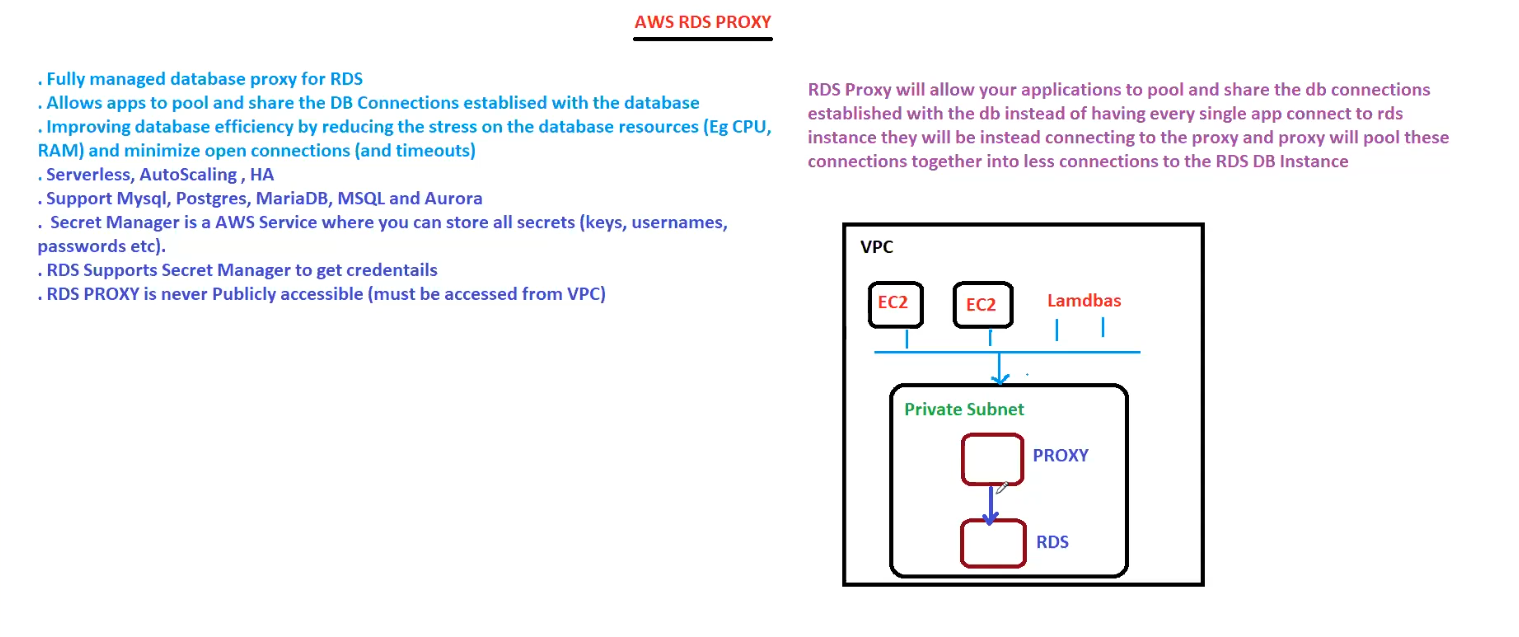 AWS RDS PROXY
. Fully managed database proxy for RDS
. Allows apps to pool and share the DB Connections establised with the database
. Improving database efficiency by reducing the stress on the database resources (Eg CPU,
RAM) and minimize open connections (and timeouts)
. Serverless, AutoScaling , HA
. Support Mysql, Postgres, MariaDB, MSQL and Aurora
. Secret Manager is a AWS Service where you can store all secrets (keys, usernames,
passwords etc).
. RDS Supports Secret Manager to get credentails
. RDS PROXY is never Publicly accessible (must be accessed from VPC)
RDS Proxy will allow your applications to pool and share the db connections
established with the db instead of having every single app connect to rds
instance they will be instead connecting to the proxy and proxy will pool these
connections together into less connections to the RDS DB Instance
VPC
EC2
EC2
Lamdbas
Private Subnet
PROXY
RDS